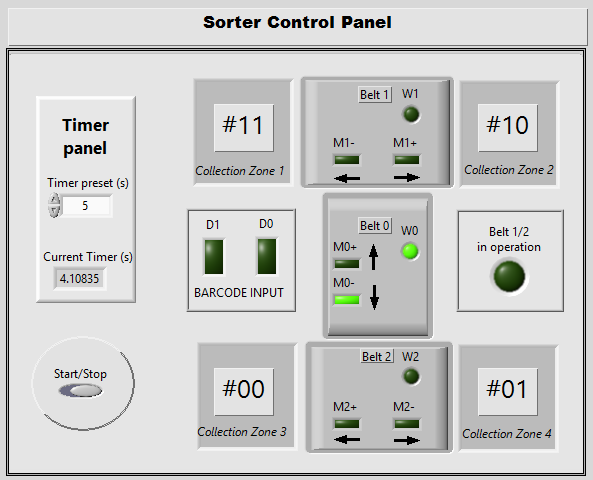 Sorter Control Panel
Timer
panel
Timer preset (s)
5
Current Timer (s)
4.10835
Start/Stop
#11
Collection Zone 1
Belt 1
W1
M1-
M1+
#10
Collection Zone 2
D1
D0
BARCODE INPUT
Belt 0
W0
M0+
M0-
Belt 1/2
in operation
#00
Collection Zone 3
Belt 2
W2
M2+
M2-
#01
Collection Zone 4